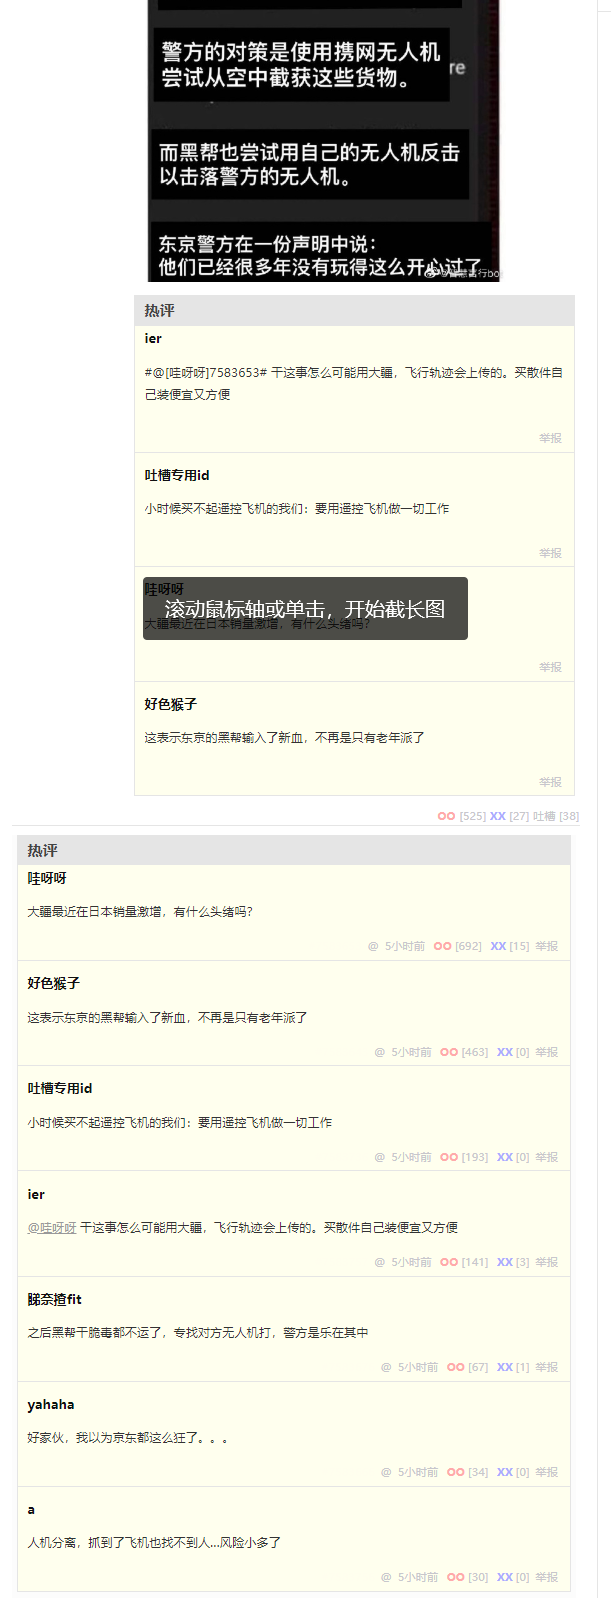 警方的对策是使用携网无人机
尝试从空中截获这些货物。
re
而黑帮也尝试用自己的无人机反击
以击落警方的无人机。
东京警方在一份声明中说：
他们已经很多年没有玩得这么开心过了
热评
ier
#@[哇呀呀]7583653# 干这事怎么可能用大疆，飞行轨迹会上传的。买散件自
己装便宜又方便
举报
吐槽专用id
小时候买不起遥控飞机的我们：要用遥控飞机做一切工作
举报
哇呀呀
滚动鼠标轴或单击，开始截长图
大疆最近在日本销量激增，有什么头绪吗？
举报
好色猴子
这表示东京的黑帮输入了新血，不再是只有老年派了
举报
OO [525] XX [27] 吐槽 [38]
热评
哇呀呀
大疆最近在日本销量激增，有什么头绪吗？
@ 5小时前 OO [692] XX [15] 举报
好色猴子
这表示东京的黑帮输入了新血，不再是只有老年派了
@ 5小时前 OO [463] XX [0] 举报
吐槽专用id
小时候买不起遥控飞机的我们：要用遥控飞机做一切工作
@ 5小时前 OO [193] XX [0] 举报
ier
@哇呀呀 干这事怎么可能用大疆，飞行轨迹会上传的。买散件自己装便宜又方便
@ 5小时前 OO [141] XX [3] 举报
睇奈揸fit
之后黑帮干脆毒都不运了，专找对方无人机打，警方是乐在其中
@ 5小时前 OO [67] XX [1] 举报
yahaha
好家伙，我以为京东都这么狂了。。。
@ 5小时前 OO [34] XX [0] 举报
a
人机分离，抓到了飞机也找不到人...风险小多了
@ 5小时前 OO [30] XX [0] 举报